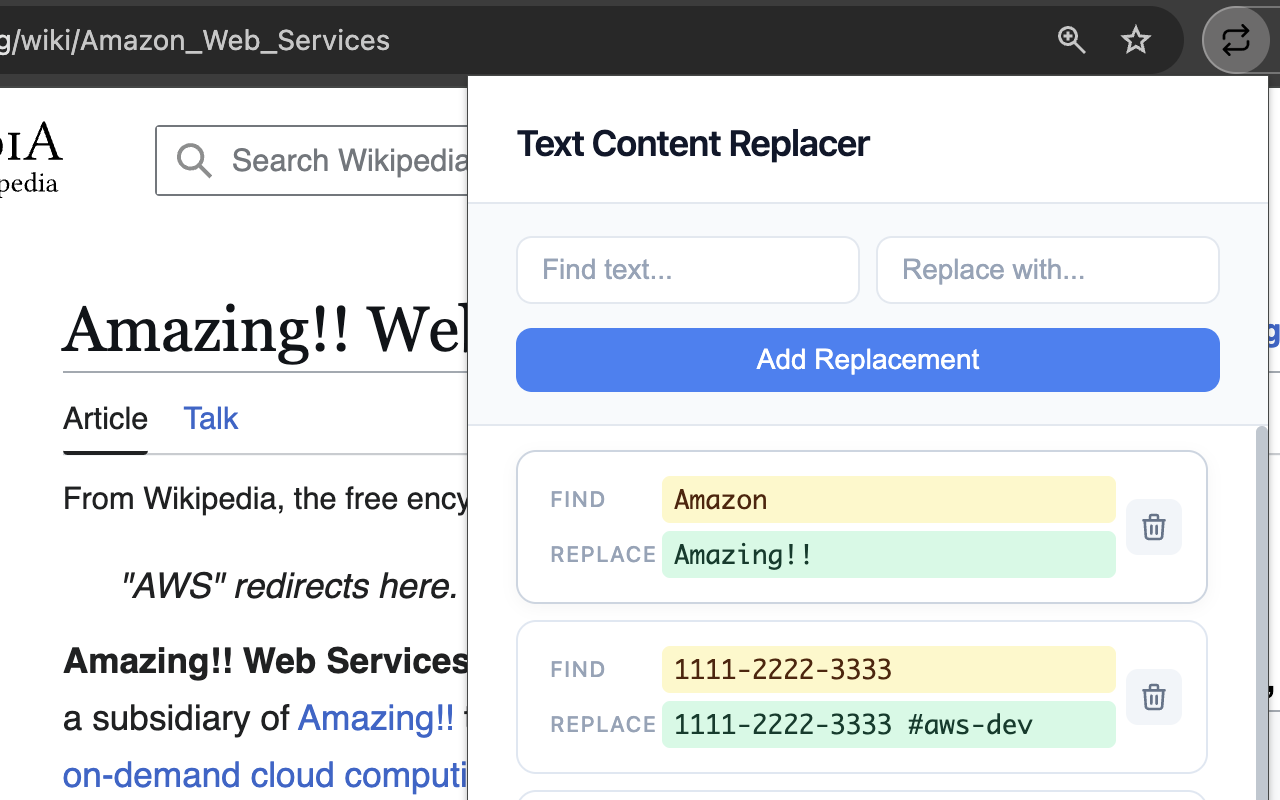 g/wiki/Amazon_Web_Services
Text Content Replacer
pedia
Search Wikipedia
Find text...
Replace with...
Add Replacement
Amazing!! Web
Article
Talk
From Wikipedia, the free ency
"AWS" redirects here.
Amazing!! Web Services
a subsidiary of Amazing!!
on-demand cloud computi
FIND
Amazon
REPLACE
Amazing!!
FIND
1111-2222-3333
REPLACE
1111-2222-3333 #aws-dev